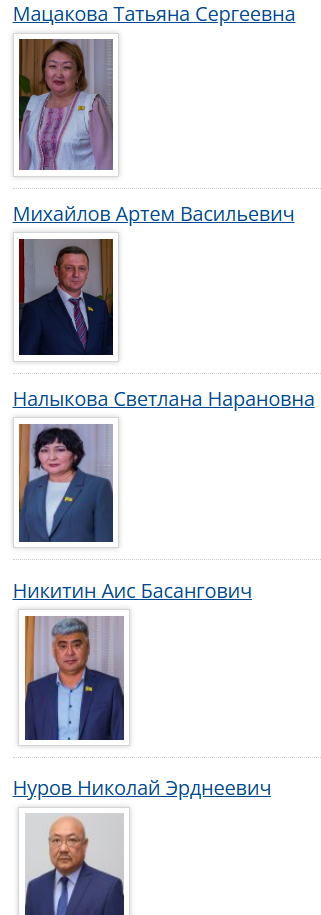 Мацакова Татьяна Сергеевна
Михайлов Артем Васильевич
Налыкова Светлана Нарановна
Никитин Аис Басангович
Нуров Николай Эрднеевич